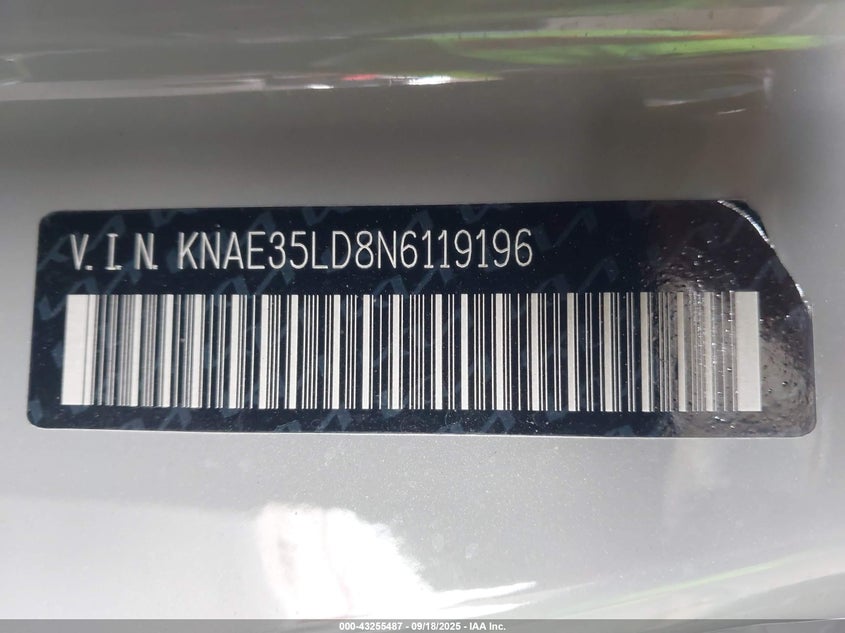 V.I.N. KNAE35LD8N6119196
000-43255487 - 09/18/2025 - IAA Inc.